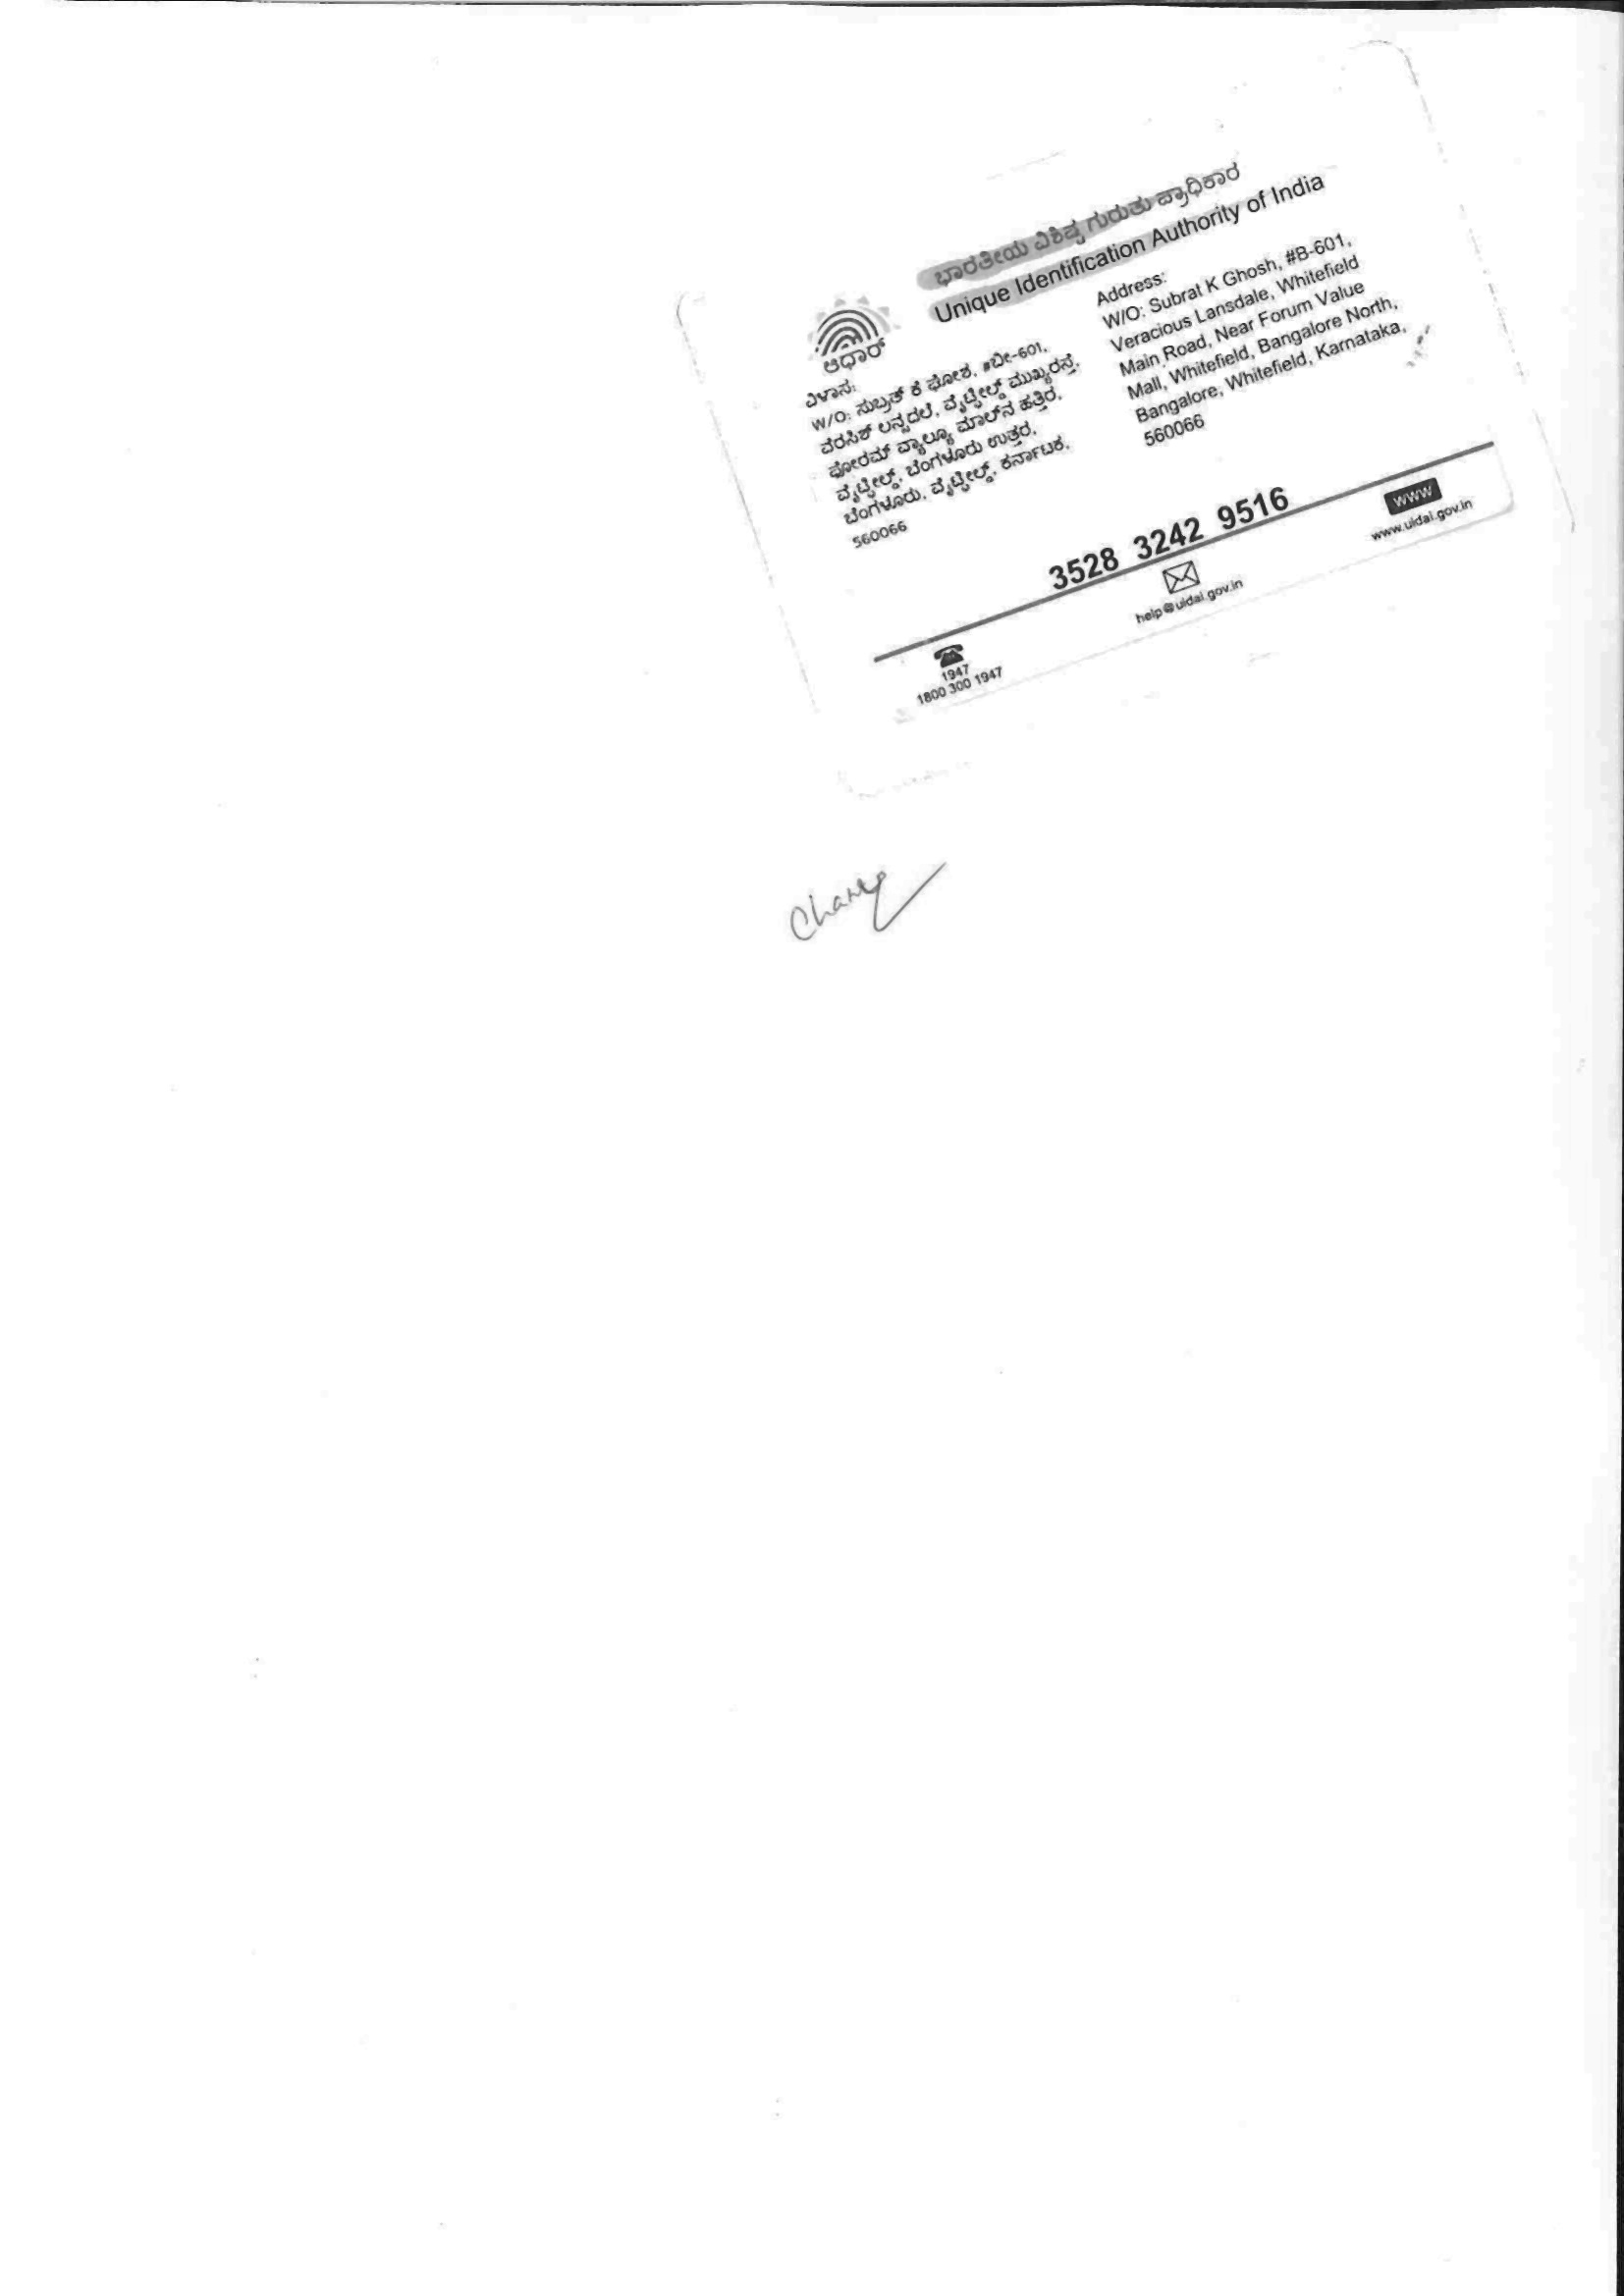 ಭಾರತೀಯ ವಿಶಿಷ್ಟ ಗುರುತು ಪ್ರಾಧಿಕಾರ
Unique Identification Authority of India
ಆಧಾರ್
ವಿಳಾಸ:
W/O: ಸುಬ್ರತ್ ಕೆ ಘೋಶ, #ಬೀ-601,
ವೆರಸಿಶ್ ಲನ್ಸದಲೆ, ವೈಟ್ಫೀಲ್ಡ್ ಮುಖ್ಯರಸ್ತೆ,
ಫೋರಮ್ ವ್ಯಾಲ್ಯೂ ಮಾಲ್‌ನ ಹತ್ತಿರ,
ವೈಟ್ಫೀಲ್ಡ್, ಬೆಂಗಳೂರು ಉತ್ತರ,
ಬೆಂಗಳೂರು, ವೈಟ್ಫೀಲ್ಡ್, ಕರ್ನಾಟಕ,
560066
Address:
W/O: Subrat K Ghosh, #B-601,
Veracious Lansdale, Whitefield
Main Road, Near Forum Value
Mall, Whitefield, Bangalore North,
Bangalore, Whitefield, Karnataka,
560066
3528 3242 9516
1947
1800 300 1947
help@uidai.gov.in
www
www.uidai.gov.in